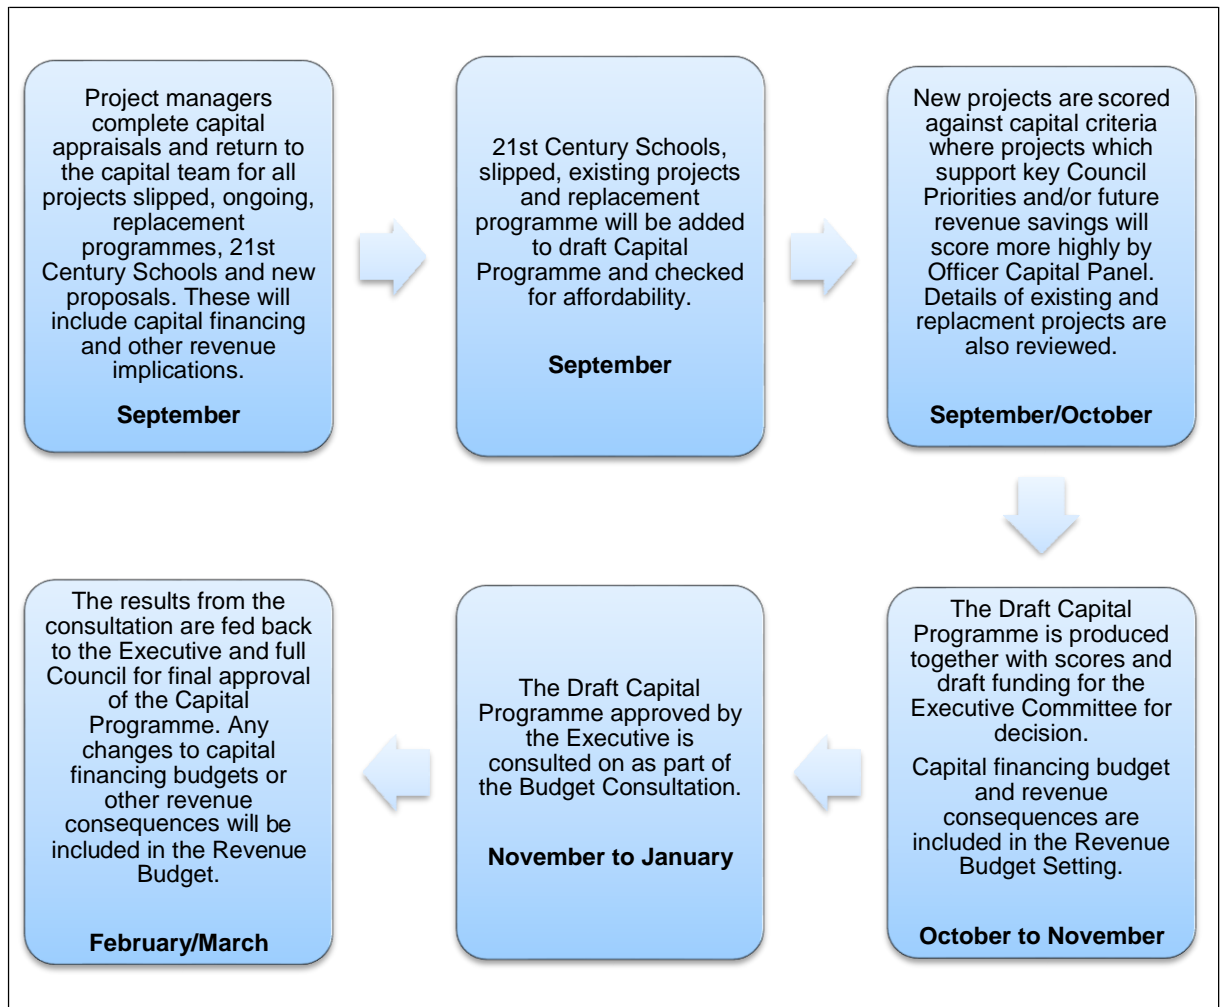 Project managers
complete capital
appraisals and return to
the capital team for all
projects slipped, ongoing,
replacement
programmes, 21st
Century Schools and new
proposals. These will
include capital financing
and other revenue
implications.
September
21st Century Schools,
slipped, existing projects
and replacement
programme will be added
to draft Capital
Programme and checked
for affordability.
September
New projects are scored
against capital criteria
where projects which
support key Council
Priorities and/or future
revenue savings will
score more highly by
Officer Capital Panel.
Details of existing and
replacment projects are
also reviewed.
September/October
The Draft Capital
Programme is produced
together with scores and
draft funding for the
Executive Committee for
decision.
Capital financing budget
and revenue
consequences are
included in the Revenue
Budget Setting.
October to November
The Draft Capital
Programme approved by
the Executive is
consulted on as part of
the Budget Consultation.
November to January
The results from the
consultation are fed back
to the Executive and full
Council for final approval
of the Capital
Programme. Any
changes to capital
financing budgets or
other revenue
consequences will be
included in the Revenue
Budget.
February/March